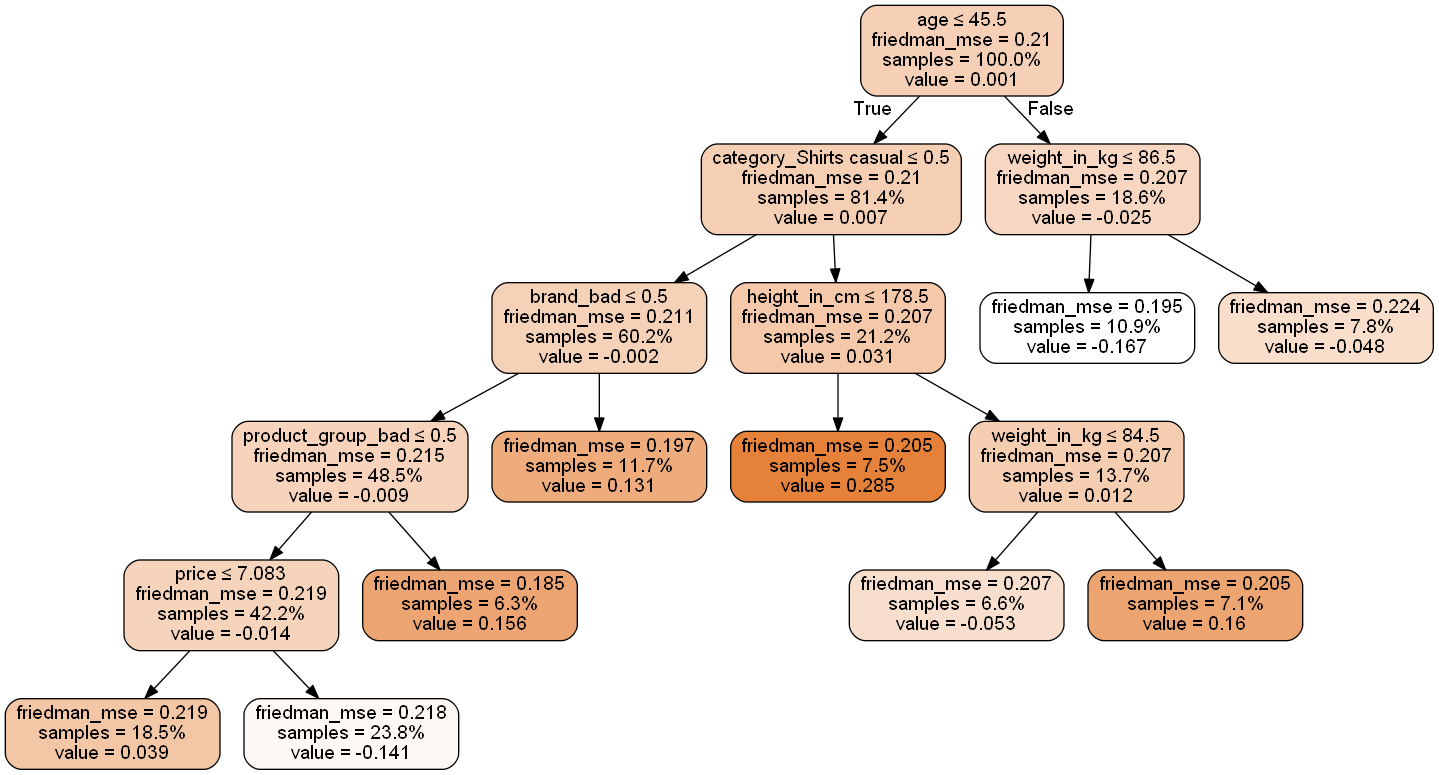 age ≤ 45.5
friedman_mse = 0.21
samples = 100.0%
value = 0.001
True
False
category_Shirts casual ≤ 0.5
friedman_mse = 0.21
samples = 81.4%
value = 0.007
weight_in_kg ≤ 86.5
friedman_mse = 0.207
samples = 18.6%
value = -0.025
brand_bad ≤ 0.5
friedman_mse = 0.211
samples = 60.2%
value = -0.002
height_in_cm ≤ 178.5
friedman_mse = 0.207
samples = 21.2%
value = 0.031
friedman_mse = 0.195
samples = 10.9%
value = -0.167
friedman_mse = 0.224
samples = 7.8%
value = -0.048
product_group_bad ≤ 0.5
friedman_mse = 0.215
samples = 48.5%
value = -0.009
friedman_mse = 0.197
samples = 11.7%
value = 0.131
friedman_mse = 0.205
samples = 7.5%
value = 0.285
weight_in_kg ≤ 84.5
friedman_mse = 0.207
samples = 13.7%
value = 0.012
price ≤ 7.083
friedman_mse = 0.219
samples = 42.2%
value = -0.014
friedman_mse = 0.185
samples = 6.3%
value = 0.156
friedman_mse = 0.207
samples = 6.6%
value = -0.053
friedman_mse = 0.205
samples = 7.1%
value = 0.16
friedman_mse = 0.219
samples = 18.5%
value = 0.039
friedman_mse = 0.218
samples = 23.8%
value = -0.141